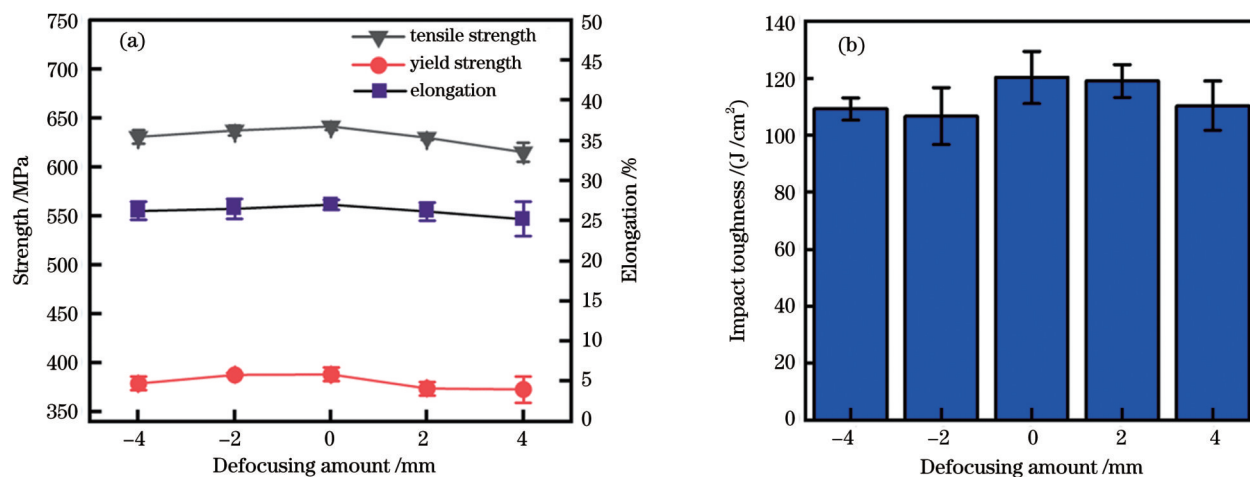 (a)
tensile strength
yield strength
elongation
Strength /MPa
750
700
650
600
550
500
450
400
350
50
45
40
35
30
25
20
15
10
5
0
Elongation /%
−4 −2 0 2 4
Defocusing amount /mm
(b)
Impact toughness /(J /cm²)
140
120
100
80
60
40
20
0
−4 −2 0 2 4
Defocusing amount /mm